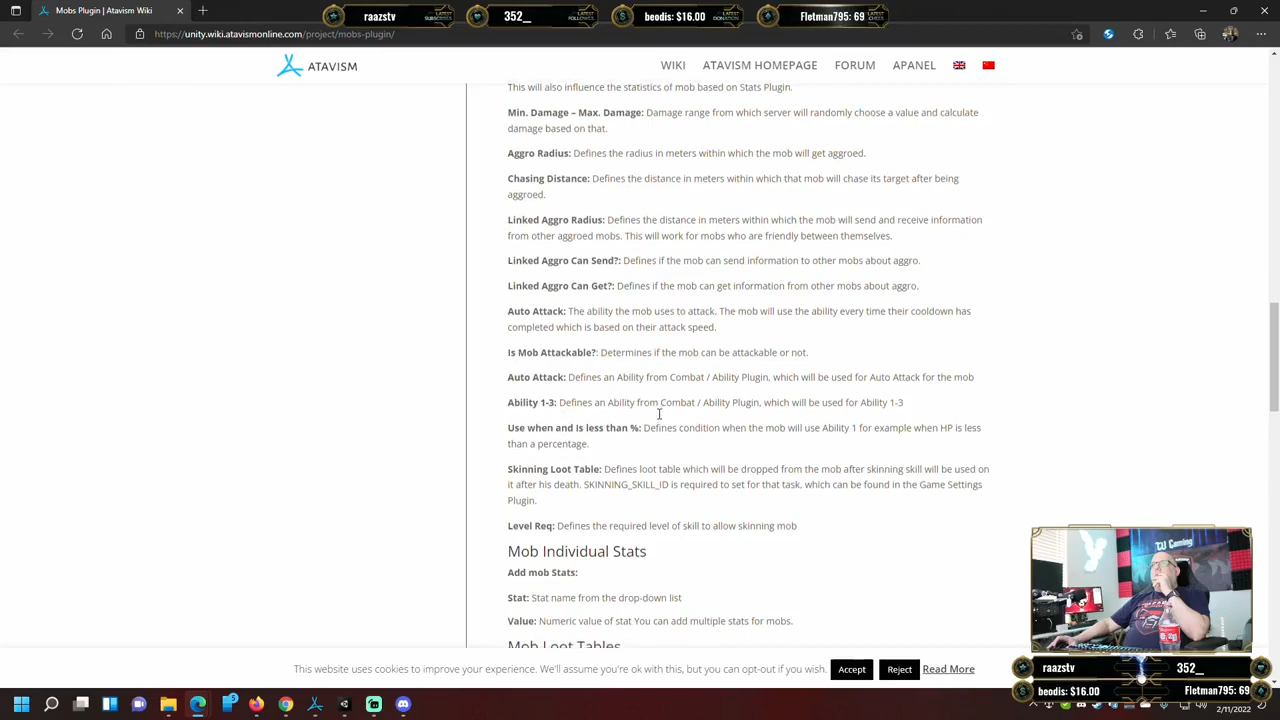 Mobs Plugin | Atavism Wiki
https://unity.wiki.atavismonline.com/project/mobs-plugin/
raazstv
LATEST SUBSCRIBER
352__
LATEST FOLLOWER
beodis: $16.00
LATEST DONATION
Fletman795: 69
LATEST CHEER
ATAVISM
WIKI
ATAVISM HOMEPAGE
FORUM
APANEL
This will also influence the statistics of mob based on Stats Plugin.
Min. Damage – Max. Damage: Damage range from which server will randomly choose a value and calculate
damage based on that.
Aggro Radius: Defines the radius in meters within which the mob will get aggroed.
Chasing Distance: Defines the distance in meters within which that mob will chase its target after being
aggroed.
Linked Aggro Radius: Defines the distance in meters within which the mob will send and receive information
from other aggroed mobs. This will work for mobs who are friendly between themselves.
Linked Aggro Can Send?: Defines if the mob can send information to other mobs about aggro.
Linked Aggro Can Get?: Defines if the mob can get information from other mobs about aggro.
Auto Attack: The ability the mob uses to attack. The mob will use the ability every time their cooldown has
completed which is based on their attack speed.
Is Mob Attackable?: Determines if the mob can be attackable or not.
Auto Attack: Defines an Ability from Combat / Ability Plugin, which will be used for Auto Attack for the mob
Ability 1-3: Defines an Ability from Combat / Ability Plugin, which will be used for Ability 1-3
Use when and Is less than %: Defines condition when the mob will use Ability 1 for example when HP is less
than a percentage.
Skinning Loot Table: Defines loot table which will be dropped from the mob after skinning skill will be used on
it after his death. SKINNING_SKILL_ID is required to set for that task, which can be found in the Game Settings
Plugin.
Level Req: Defines the required level of skill to allow skinning mob
Mob Individual Stats
Add mob Stats:
Stat: Stat name from the drop-down list
Value: Numeric value of stat You can add multiple stats for mobs.
Mob Loot Tables
This website uses cookies to improve your experience. We'll assume you're ok with this, but you can opt-out if you wish.
Accept
Reject
Read More
TU Gaming
raazstv
352__
beodis: $16.00
Fletman795: 69
2/11/2022